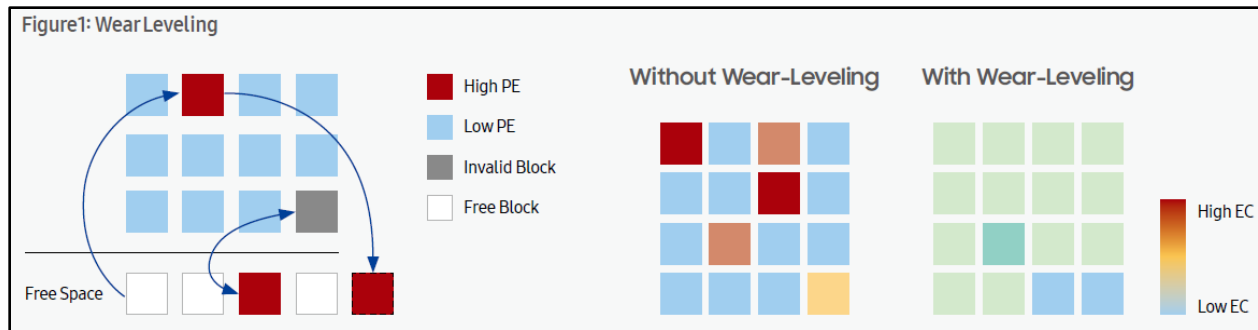 Figure1: Wear Leveling
High PE
Low PE
Invalid Block
Free Block
Free Space
Without Wear-Leveling
With Wear-Leveling
High EC
Low EC